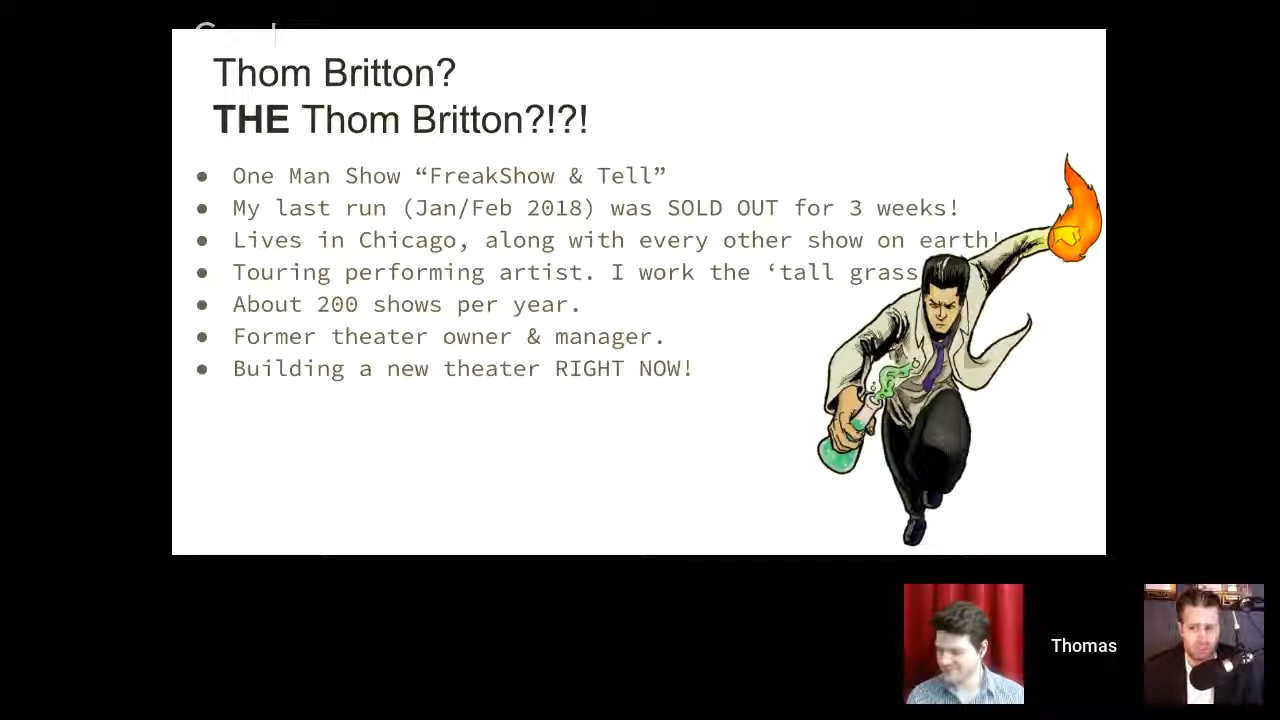 Thom Britton?
THE Thom Britton?!?!
● One Man Show “FreakShow & Tell”
● My last run (Jan/Feb 2018) was SOLD OUT for 3 weeks!
● Lives in Chicago, along with every other show on earth!
● Touring performing artist. I work the ‘tall grass
● About 200 shows per year.
● Former theater owner & manager.
● Building a new theater RIGHT NOW!
Thomas